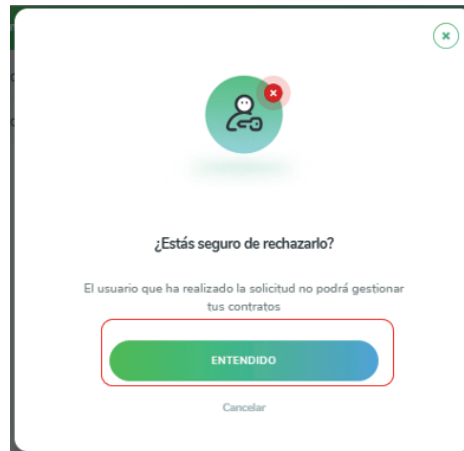 ¿Estás seguro de rechazarlo?
El usuario que ha realizado la solicitud no podrá gestionar
tus contratos
ENTENDIDO
Cancelar